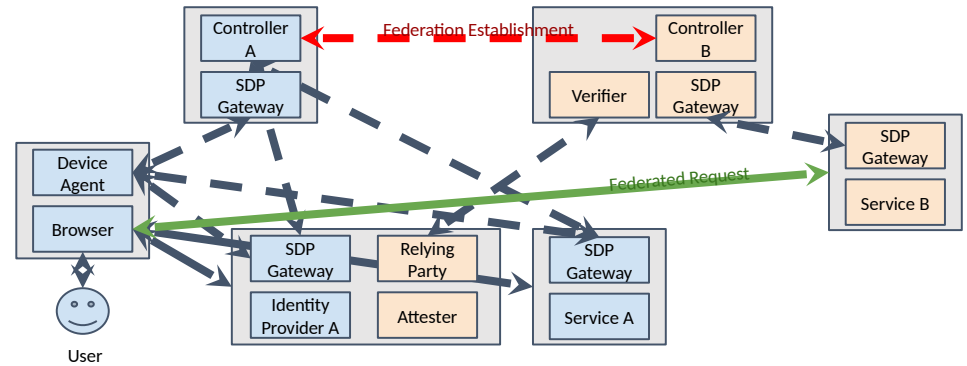 Controller
A
Federation Establishment
Controller
B
SDP
Gateway
Verifier
SDP
Gateway
SDP
Gateway
Device
Agent
Federated Request
Service B
Browser
SDP
Gateway
Relying
Party
SDP
Gateway
Identity
Provider A
Attester
Service A
User